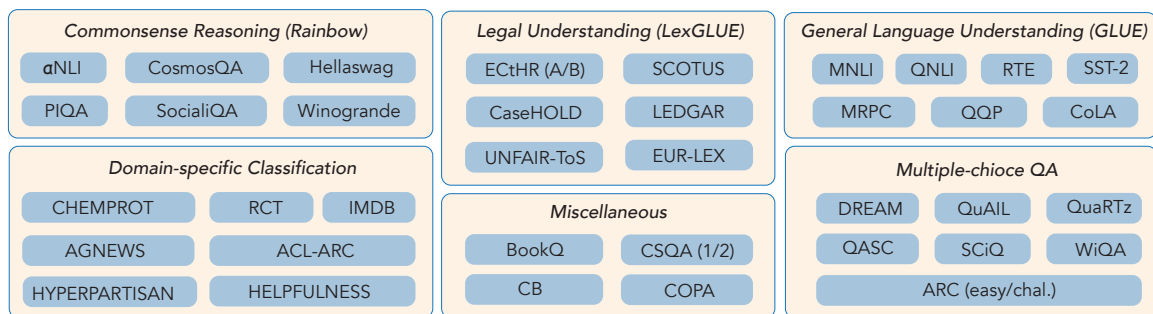 Commonsense Reasoning (Rainbow)
αNLI CosmosQA Hellaswag
PIQA SocialiQA Winogrande
Domain-specific Classification
CHEMPROT RCT IMDB
AGNEWS ACL-ARC
HYPERPARTISAN HELPFULNESS
Legal Understanding (LexGLUE)
ECtHR (A/B) SCOTUS
CaseHOLD LEDGAR
UNFAIR-ToS EUR-LEX
Miscellaneous
BookQ CSQA (1/2)
CB COPA
General Language Understanding (GLUE)
MNLI QNLI RTE SST-2
MRPC QQP CoLA
Multiple-chioce QA
DREAM QuAIL QuaRTz
QASC SCiQ WiQA
ARC (easy/chal.)